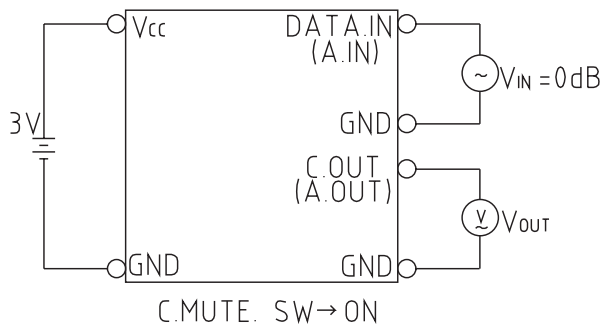 Vcc
DATA.IN
(A.IN)
~
VIN = 0dB
3V
GND
C.OUT
(A.OUT)
V
~
VOUT
GND
GND
C.MUTE. SW→ON